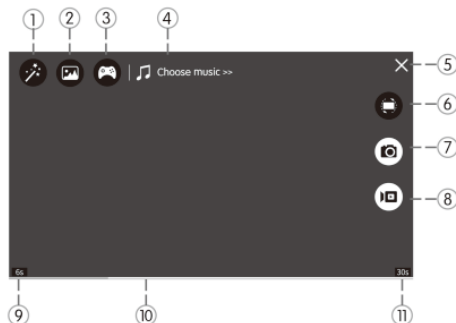 ① ② ③ ④
Choose music >>
⑤
⑥
⑦
⑧
6s 30s
⑨ ⑩ ⑪